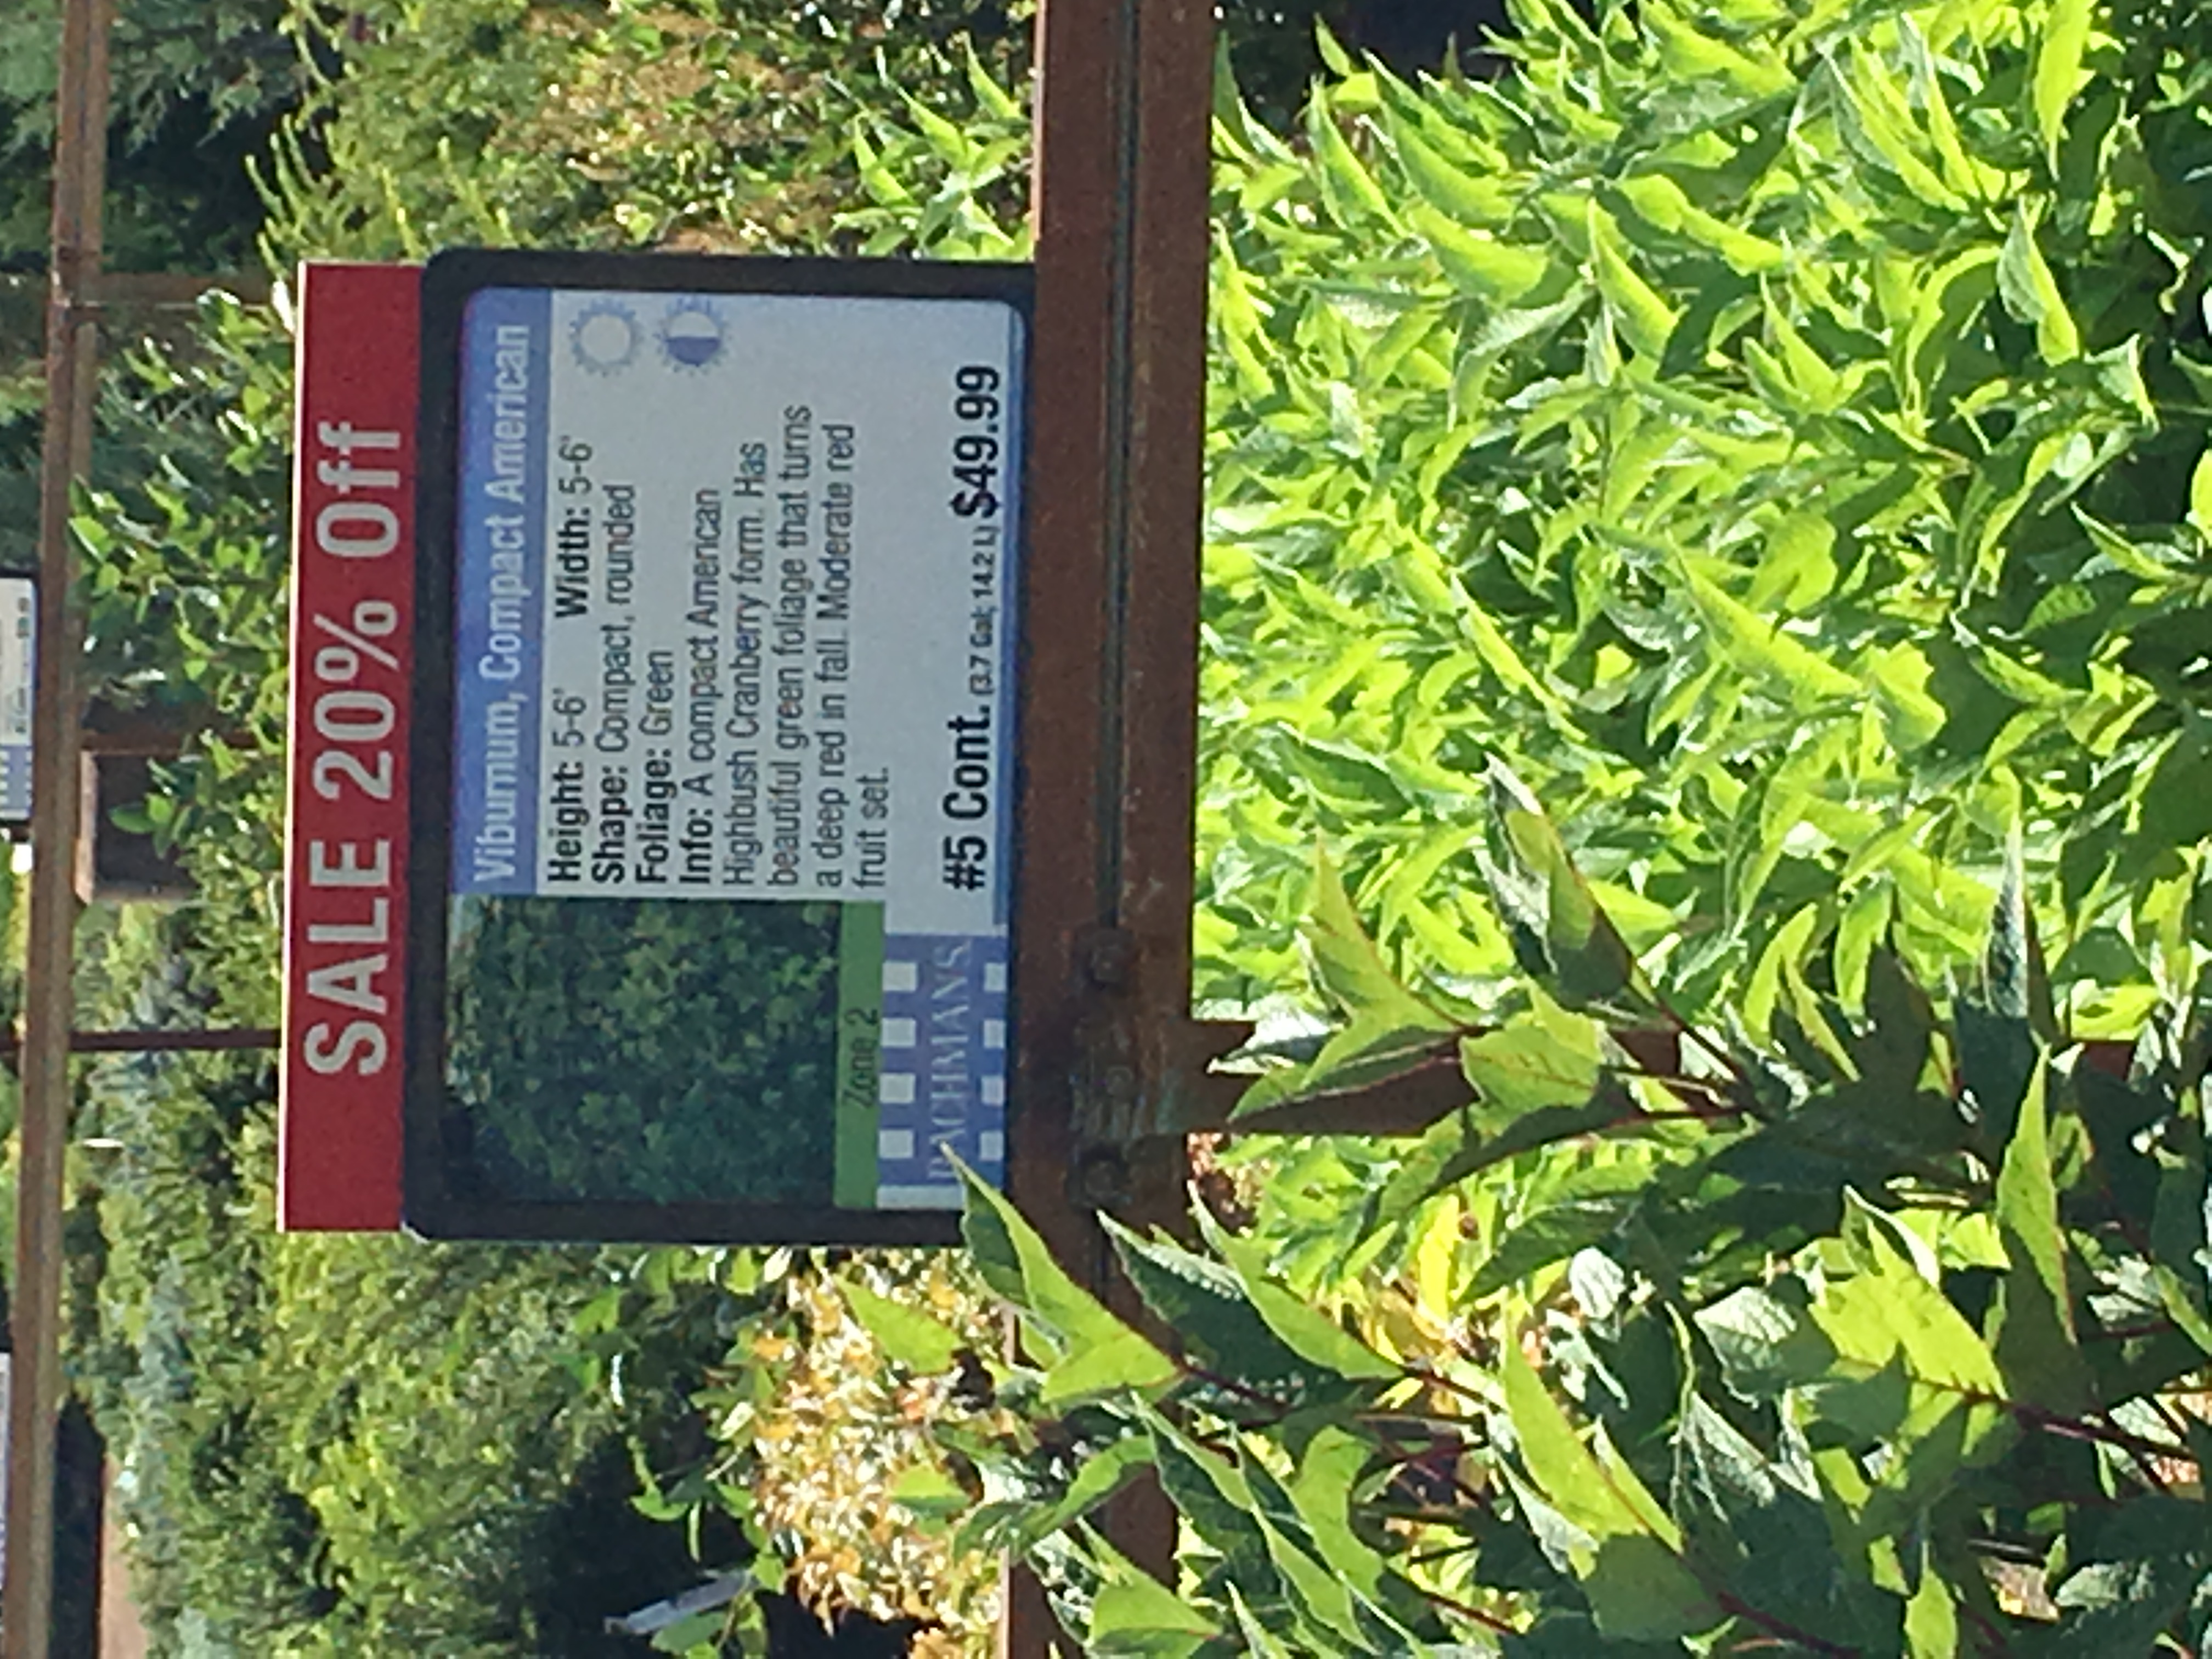 SALE 20% Off
Viburnum, Compact American
Height: 5-6' Width: 5-6'
Shape: Compact, rounded
Foliage: Green
Info: A compact American
Highbush Cranberry form. Has
beautiful green foliage that turns
a deep red in fall. Moderate red
fruit set.
Zone 2
BACHMAN'S
#5 Cont. (3.7 Gal; 14.2 L) $49.99